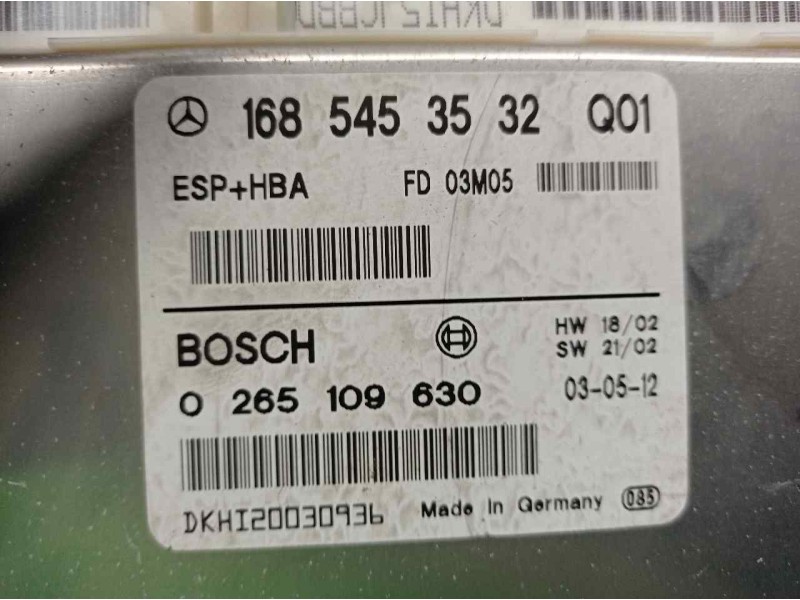 168 545 35 32 Q01
ESP+HBA FD 03M05
BOSCH
HW 18/02
SW 21/02
0 265 109 630
03-05-12
DKHI20030936 Made In Germany 085